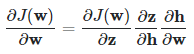 ∂J(𝐰)/∂𝐰 = ∂J(𝐰)/∂𝐳 ∂𝐳/∂𝐡 ∂𝐡/∂𝐰